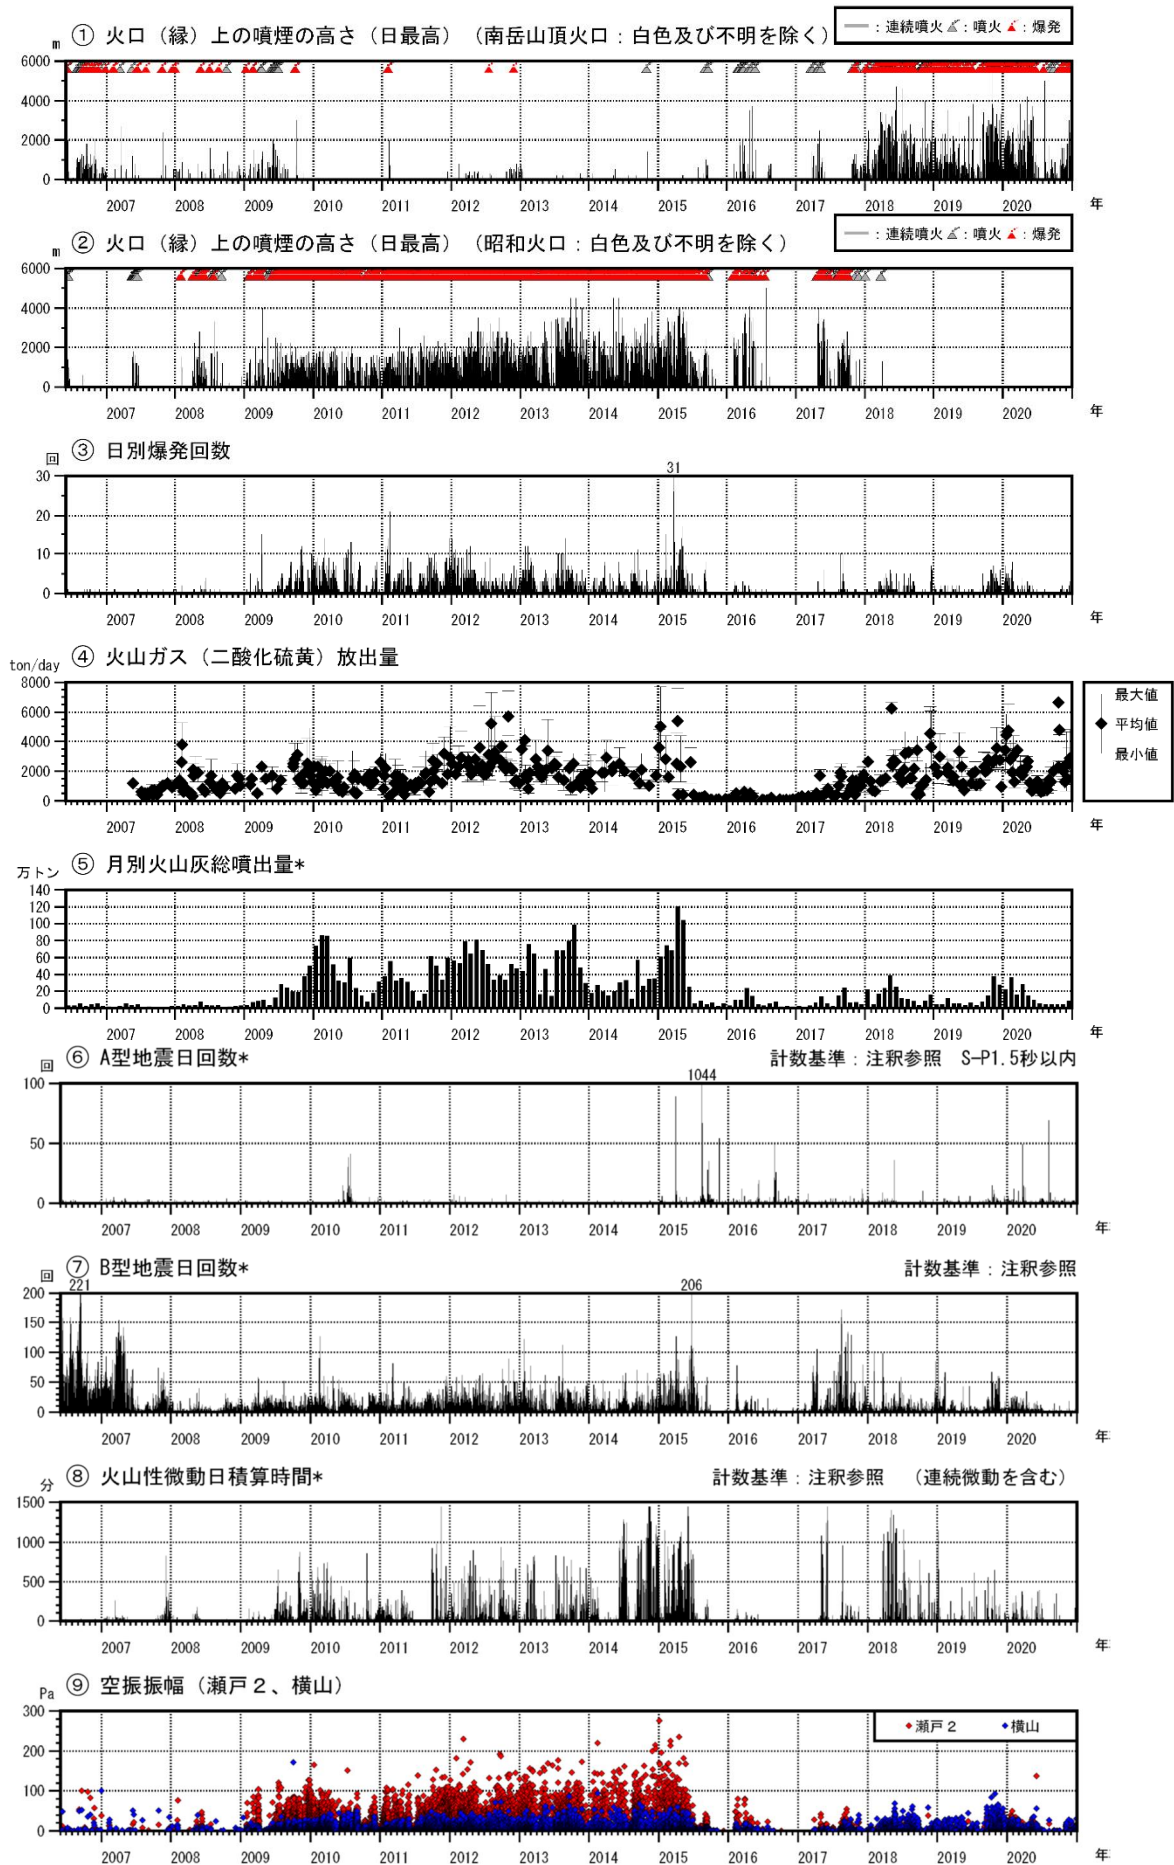 ① 火口（縁）上の噴煙の高さ（日最高）（南岳山頂火口：白色及び不明を除く）
：連続噴火 ：噴火 ：爆発
m
6000
4000
2000
0
2007 2008 2009 2010 2011 2012 2013 2014 2015 2016 2017 2018 2019 2020 年
② 火口（縁）上の噴煙の高さ（日最高）（昭和火口：白色及び不明を除く）
：連続噴火 ：噴火 ：爆発
m
6000
4000
2000
0
2007 2008 2009 2010 2011 2012 2013 2014 2015 2016 2017 2018 2019 2020 年
③ 日別爆発回数
回
31
30
20
10
0
2007 2008 2009 2010 2011 2012 2013 2014 2015 2016 2017 2018 2019 2020 年
④ 火山ガス（二酸化硫黄）放出量
ton/day
8000
6000
4000
2000
0
最大値
平均値
最小値
2007 2008 2009 2010 2011 2012 2013 2014 2015 2016 2017 2018 2019 2020 年
⑤ 月別火山灰総噴出量*
万トン
140
120
100
80
60
40
20
0
2007 2008 2009 2010 2011 2012 2013 2014 2015 2016 2017 2018 2019 2020 年
⑥ A型地震日回数* 計数基準：注釈参照 S-P1.5秒以内
回
1044
100
50
0
2007 2008 2009 2010 2011 2012 2013 2014 2015 2016 2017 2018 2019 2020 年
⑦ B型地震日回数* 計数基準：注釈参照
回
221 206
200
150
100
50
0
2007 2008 2009 2010 2011 2012 2013 2014 2015 2016 2017 2018 2019 2020 年
⑧ 火山性微動日積算時間* 計数基準：注釈参照 （連続微動を含む）
分
1500
1000
500
0
2007 2008 2009 2010 2011 2012 2013 2014 2015 2016 2017 2018 2019 2020 年
⑨ 空振振幅（瀬戸２、横山）
Pa
300
200
100
0
瀬戸２ 横山
2007 2008 2009 2010 2011 2012 2013 2014 2015 2016 2017 2018 2019 2020 年